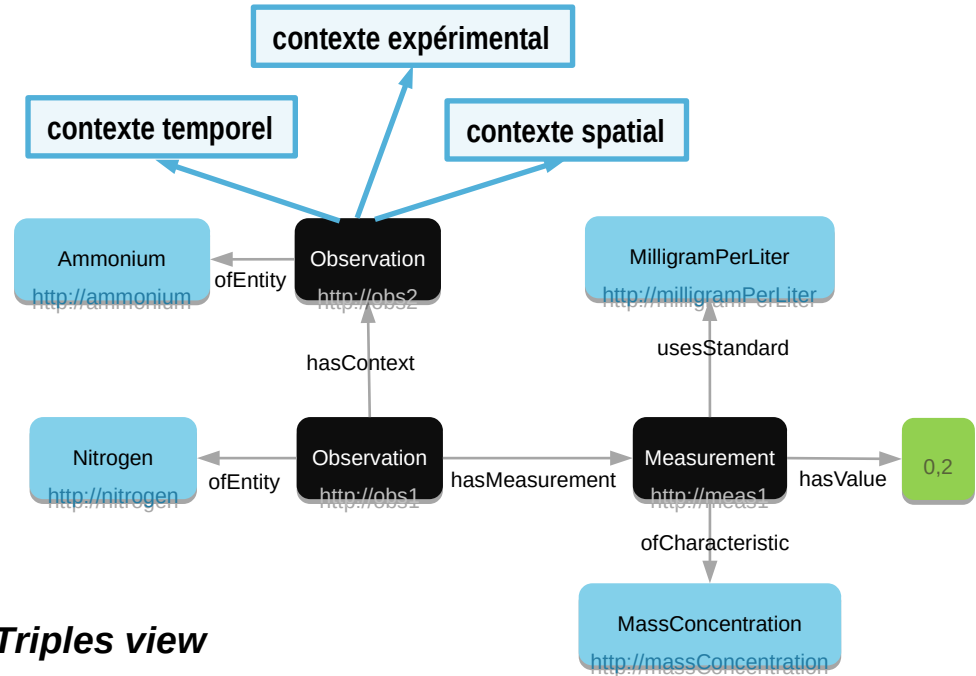 contexte expérimental
contexte temporel
contexte spatial
Ammonium
http://ammonium
ofEntity
Observation
http://obs2
MilligramPerLiter
http://milligramPerLiter
hasContext
usesStandard
Nitrogen
http://nitrogen
ofEntity
Observation
http://obs1
hasMeasurement
Measurement
http://meas1
hasValue
0,2
ofCharacteristic
MassConcentration
http://massConcentration
Triples view